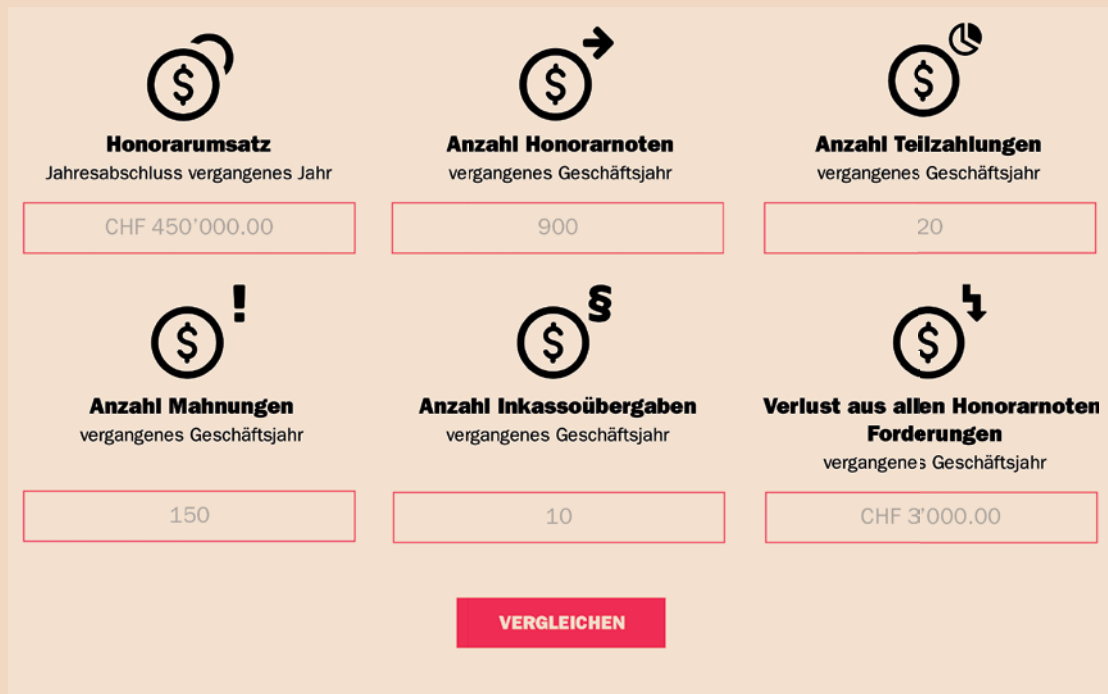 Honorarumsatz
Jahresabschluss vergangenes Jahr
CHF 450’000.00
Anzahl Honorarnoten
vergangenes Geschäftsjahr
900
Anzahl Teilzahlungen
vergangenes Geschäftsjahr
20
!
Anzahl Mahnungen
vergangenes Geschäftsjahr
150
§
Anzahl Inkassoübergaben
vergangenes Geschäftsjahr
10
Verlust aus allen Honorarnoten
Forderungen
vergangenes Geschäftsjahr
CHF 3’000.00
VERGLEICHEN